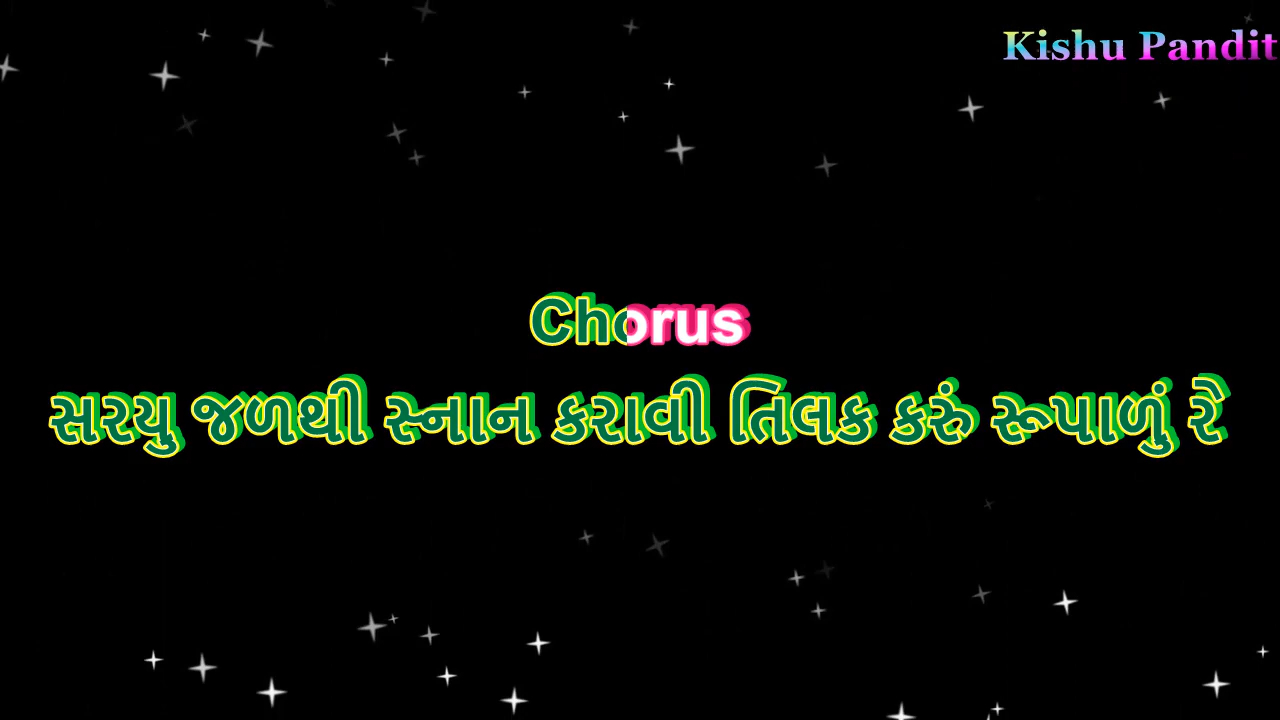 Kishu Pandit
Chorus
સરયુ જળથી સ્નાન કરાવી તિલક કરું રૂપાળું રે